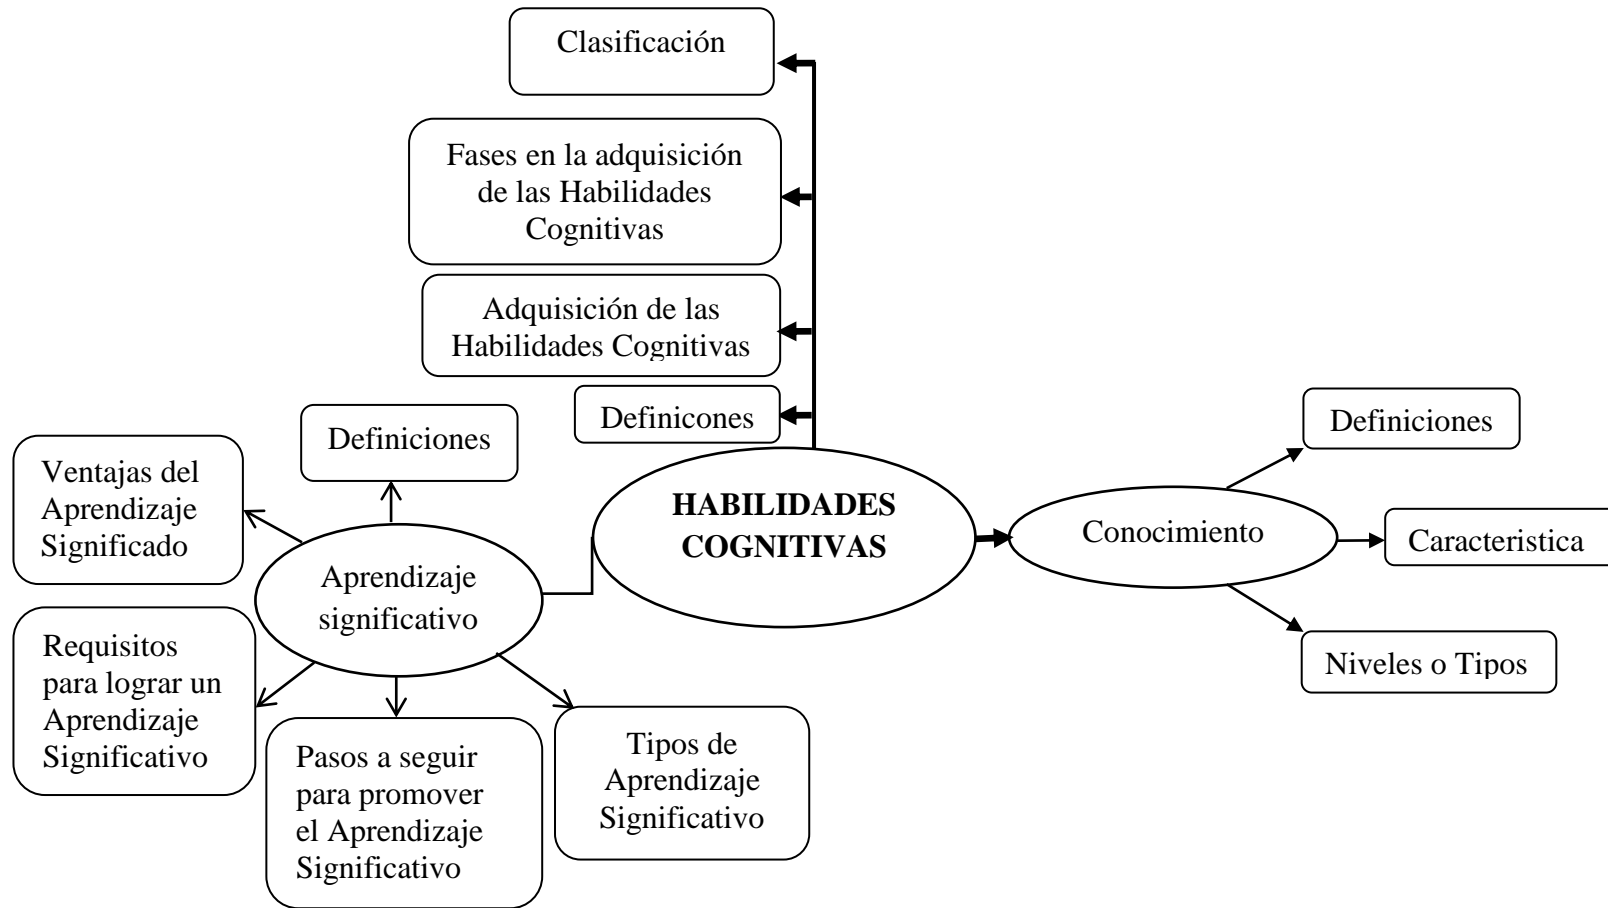 Clasificación
Fases en la adquisición
de las Habilidades
Cognitivas
Adquisición de las
Habilidades Cognitivas
Definicones
Definiciones
Ventajas del
Aprendizaje
Significado
Aprendizaje
significativo
HABILIDADES
COGNITIVAS
Conocimiento
Definiciones
Caracteristica
Niveles o Tipos
Requisitos
para lograr un
Aprendizaje
Significativo
Pasos a seguir
para promover
el Aprendizaje
Significativo
Tipos de
Aprendizaje
Significativo